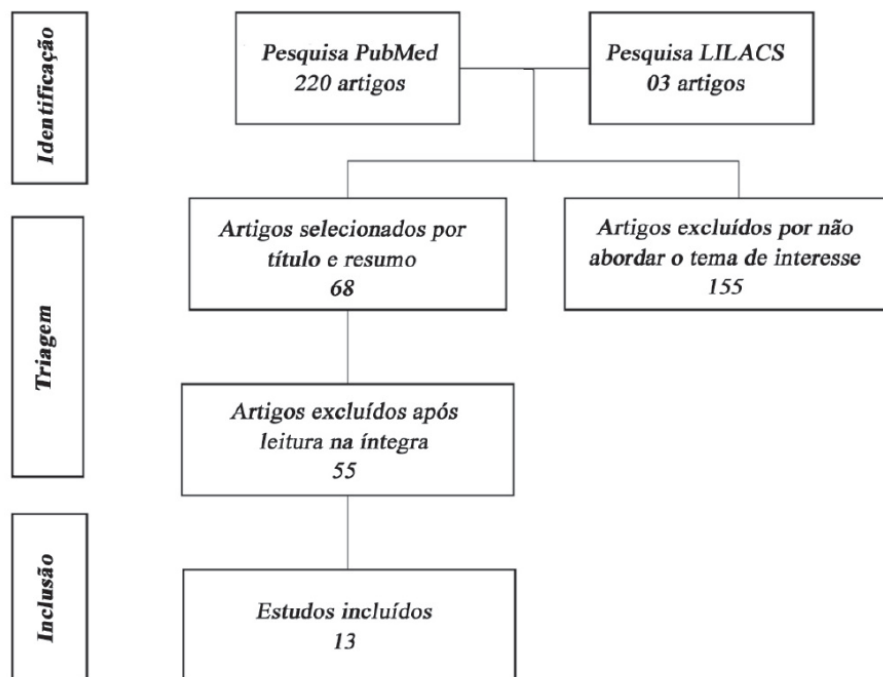 Identificação
Pesquisa PubMed
220 artigos
Pesquisa LILACS
03 artigos
Triagem
Artigos selecionados por
título e resumo
68
Artigos excluídos por não
abordar o tema de interesse
155
Artigos excluídos após
leitura na íntegra
55
Inclusão
Estudos incluídos
13